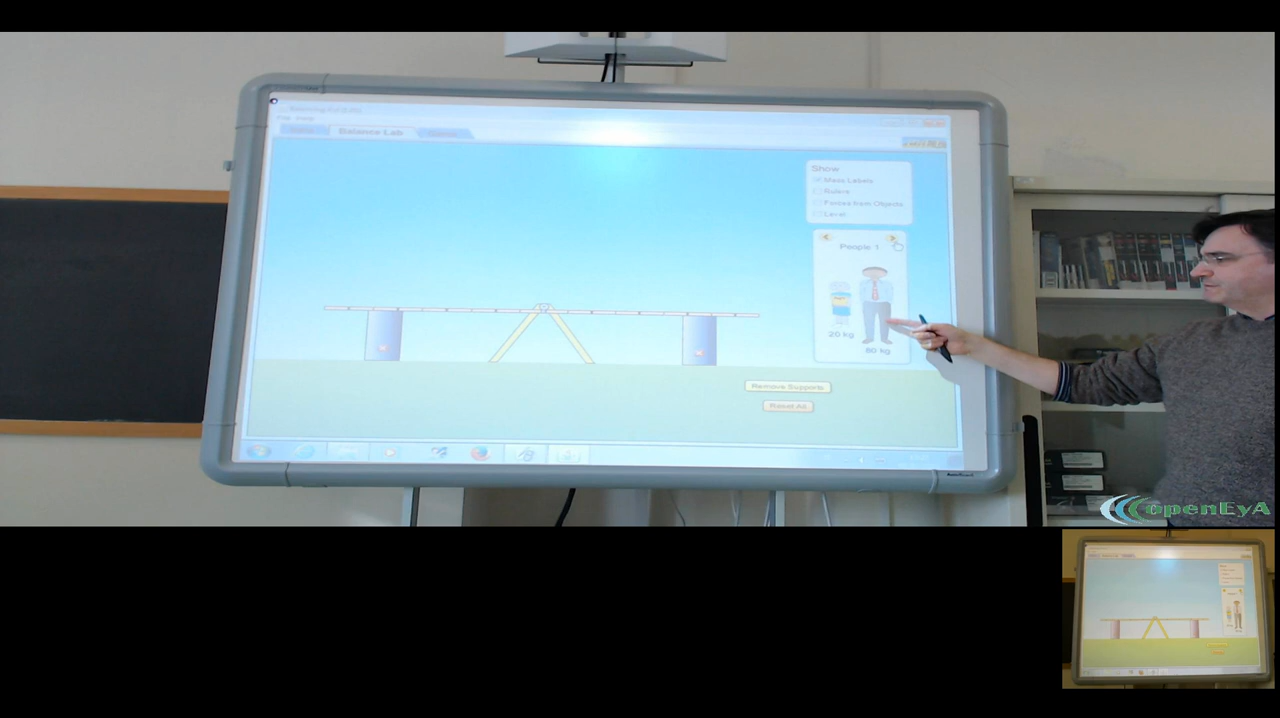 Balance Lab
Show
Mass Labels
Rulers
Forces from Objects
Level
People 1
20 kg
80 kg
Remove Supports
Reset All
openEyA